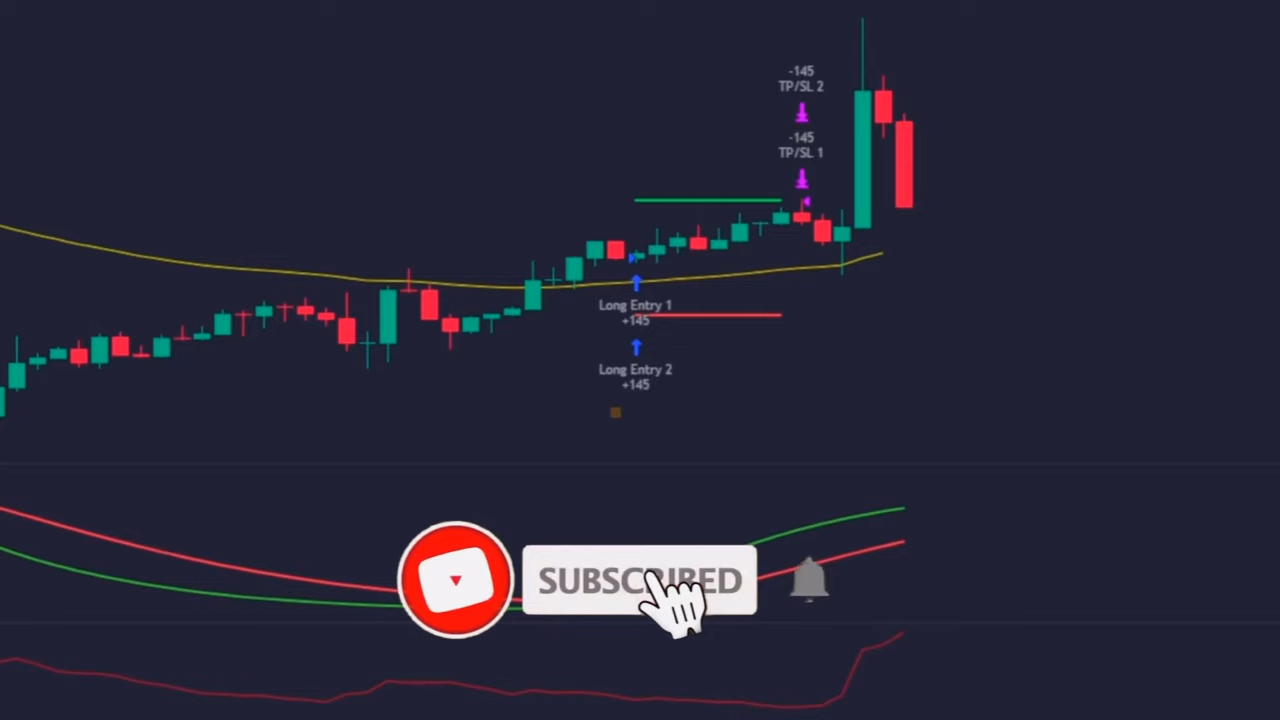 -145
TP/SL 2
-145
TP/SL 1
Long Entry 1
+145
Long Entry 2
+145
SUBSCRIBED